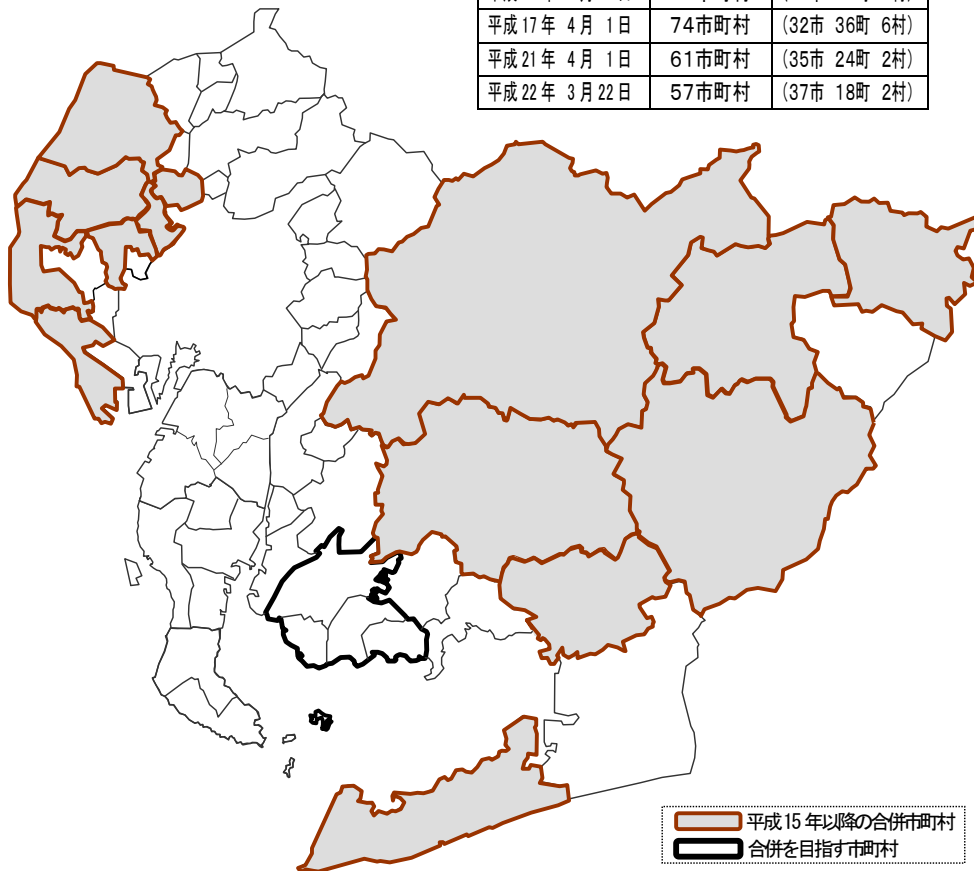 平成17年 4月 1日 74市町村 (32市 36町 6村)
平成21年 4月 1日 61市町村 (35市 24町 2村)
平成22年 3月22日 57市町村 (37市 18町 2村)
平成15年以降の合併市町村
合併を目指す市町村